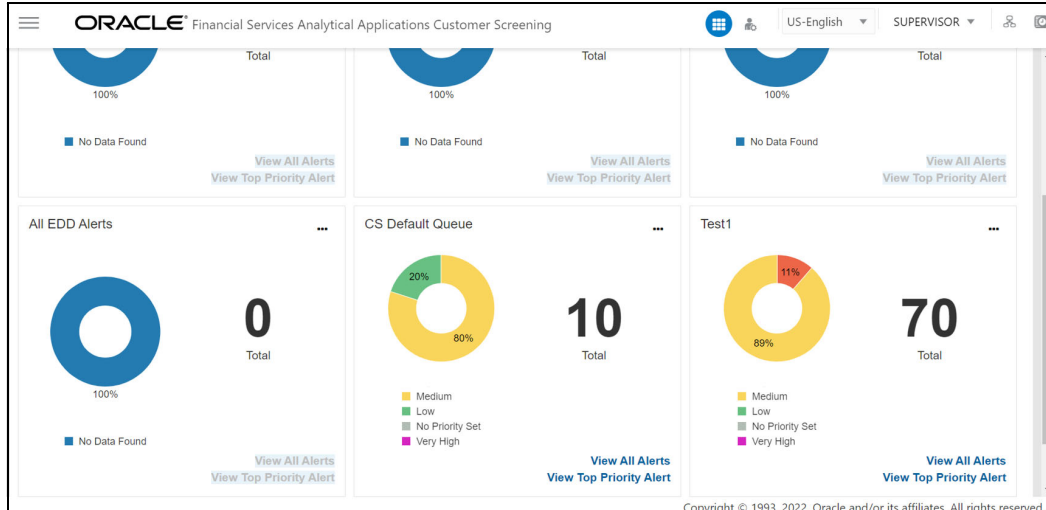 ORACLE® Financial Services Analytical Applications Customer Screening
US-English
SUPERVISOR
Total
Total
Total
100%
100%
100%
No Data Found
No Data Found
No Data Found
View All Alerts
View Top Priority Alert
View All Alerts
View Top Priority Alert
View All Alerts
View Top Priority Alert
All EDD Alerts
...
0
Total
100%
No Data Found
View All Alerts
View Top Priority Alert
CS Default Queue
...
20%
80%
10
Total
Medium
Low
No Priority Set
Very High
View All Alerts
View Top Priority Alert
Test1
...
11%
89%
70
Total
Medium
Low
No Priority Set
Very High
View All Alerts
View Top Priority Alert
Copyright © 1993, 2022, Oracle and/or its affiliates. All rights reserved